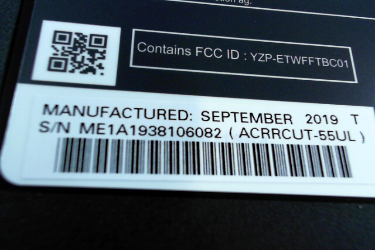 Contains FCC ID : YZP-ETWFFTBC01
MANUFACTURED: SEPTEMBER 2019 T
S/N ME1A1938106082 ( ACRRCUT-55UL )